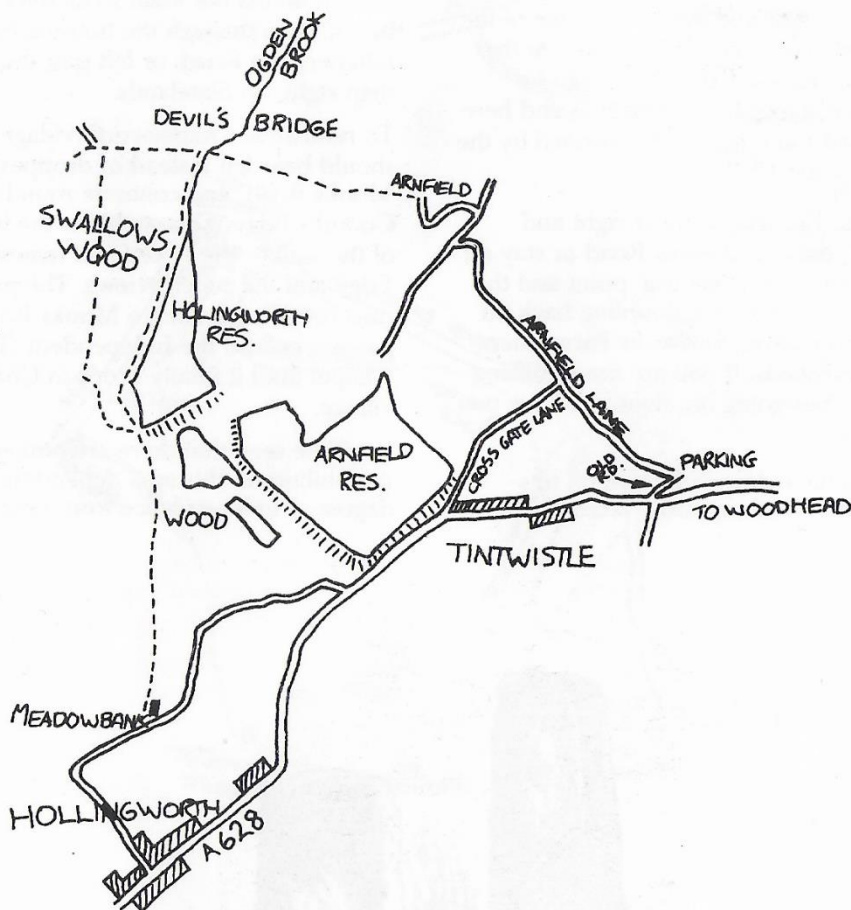 OGDEN
BROOK
DEVIL'S BRIDGE
ARNFIELD
SWALLOWS
WOOD
HOLINGWORTH
RES.
ARNFIELD LANE
CROSS GATE LANE
ARNFIELD
RES.
OLD
RD.
PARKING
WOOD
TO WOODHEAD
TINTWISTLE
MEADOWBANK
HOLLINGWORTH
A628